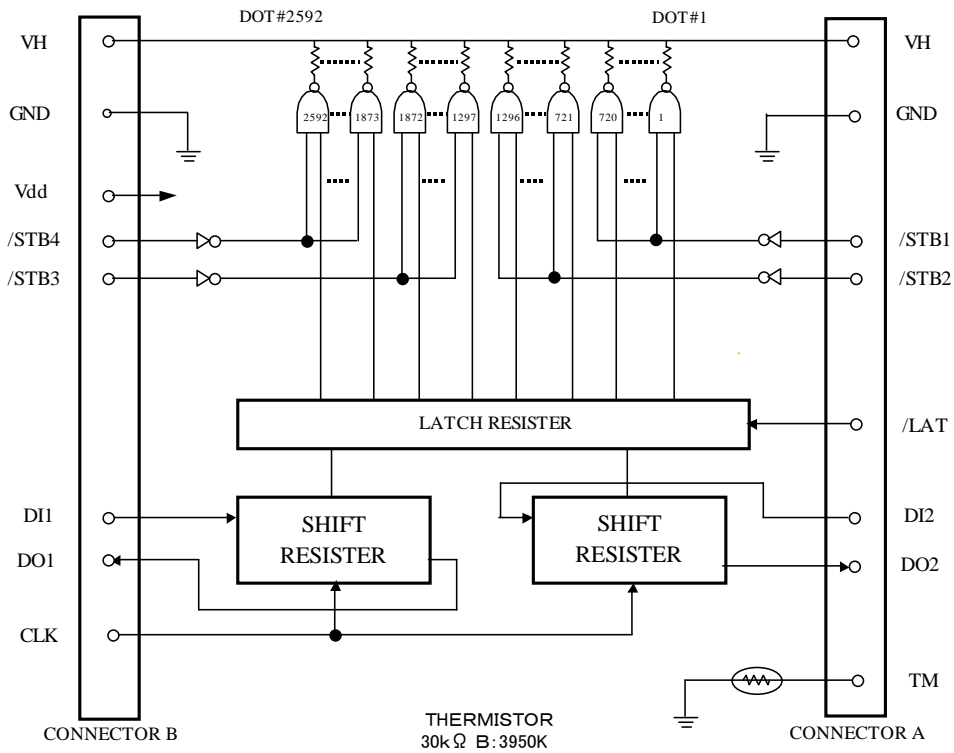 DOT#2592 DOT#1
VH VH
2592 1873 1872 1297 1296 721 720 1
GND GND
Vdd
/STB4 /STB1
/STB3 /STB2
LATCH RESISTER /LAT
DI1 SHIFT RESISTER SHIFT RESISTER DI2
DO1 DO2
CLK
TM
CONNECTOR B CONNECTOR A
THERMISTOR
30kΩ B:3950K